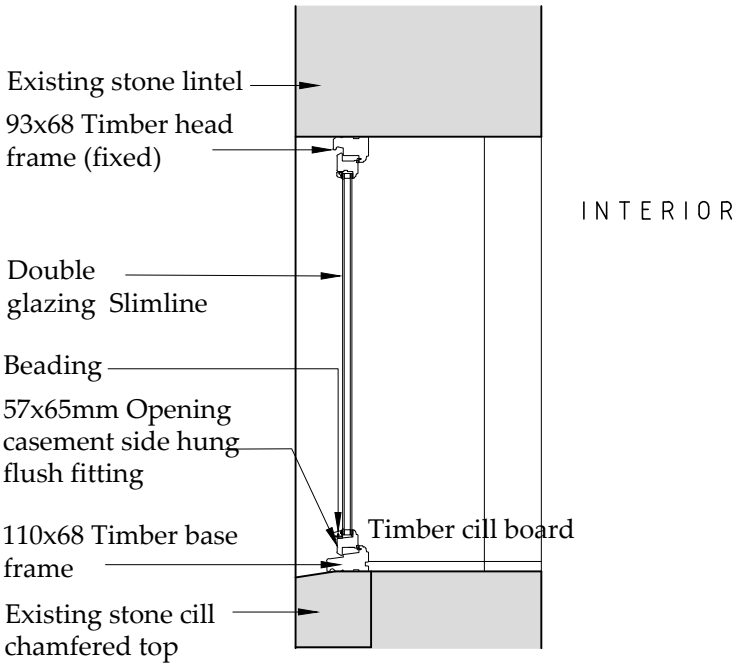 Existing stone lintel
93x68 Timber head
frame (fixed)
INTERIOR
Double
glazing Slimline
Beading
57x65mm Opening
casement side hung
flush fitting
110x68 Timber base
frame
Timber cill board
Existing stone cill
chamfered top